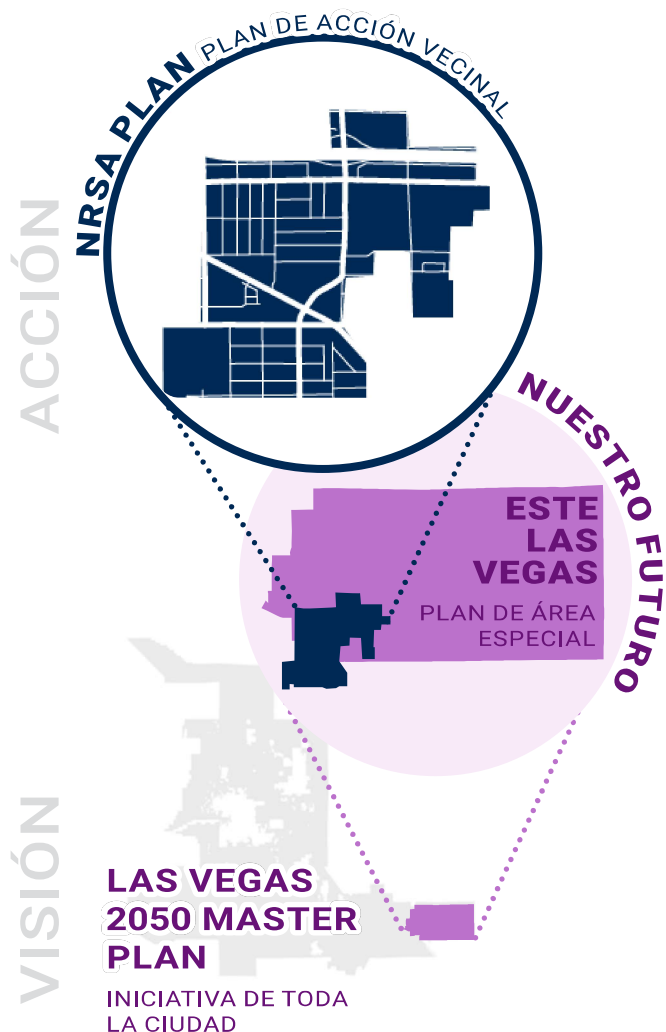 NRSA PLAN PLAN DE ACCIÓN VECINAL
ACCIÓN
NUESTRO FUTURO
ESTE
LAS
VEGAS
PLAN DE ÁREA
ESPECIAL
VISIÓN
LAS VEGAS
2050 MASTER
PLAN
INICIATIVA DE TODA
LA CIUDAD